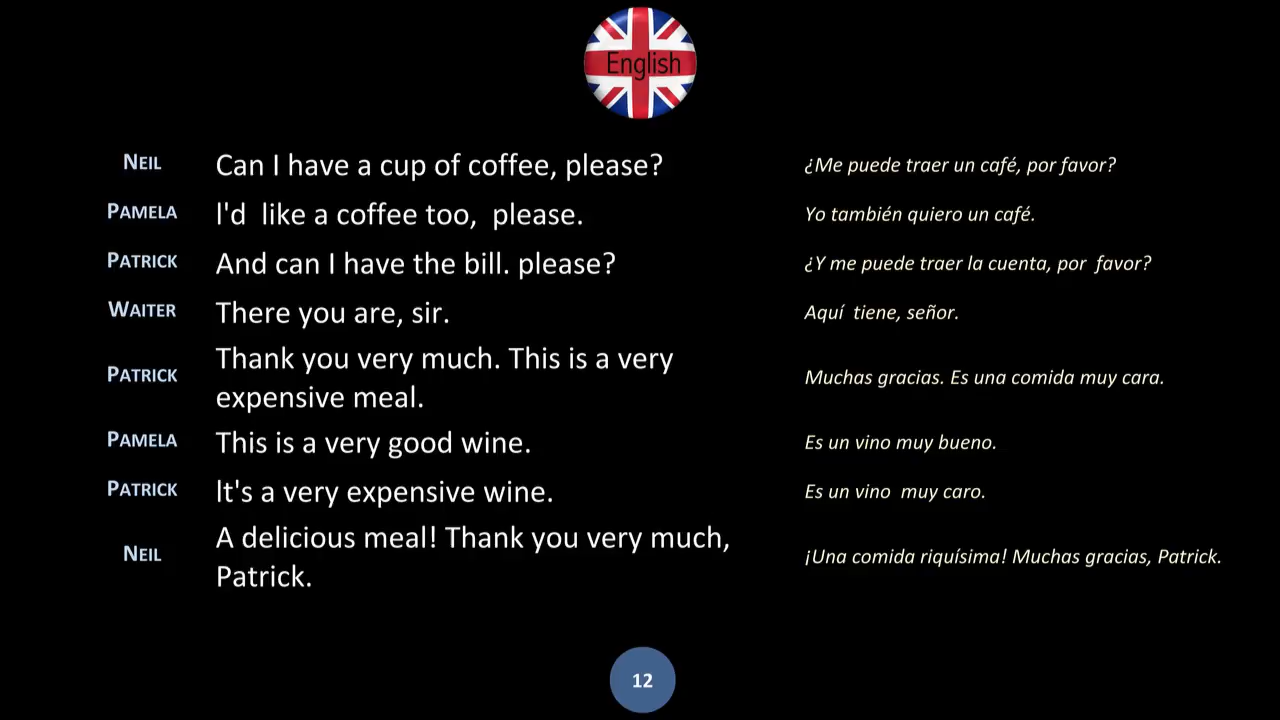 English
NEIL Can I have a cup of coffee, please? ¿Me puede traer un café, por favor?
PAMELA l'd like a coffee too, please. Yo también quiero un café.
PATRICK And can I have the bill. please? ¿Y me puede traer la cuenta, por favor?
WAITER There you are, sir. Aquí tiene, señor.
PATRICK Thank you very much. This is a very
expensive meal. Muchas gracias. Es una comida muy cara.
PAMELA This is a very good wine. Es un vino muy bueno.
PATRICK lt's a very expensive wine. Es un vino muy caro.
NEIL A delicious meal! Thank you very much,
Patrick. ¡Una comida riquísima! Muchas gracias, Patrick.
12